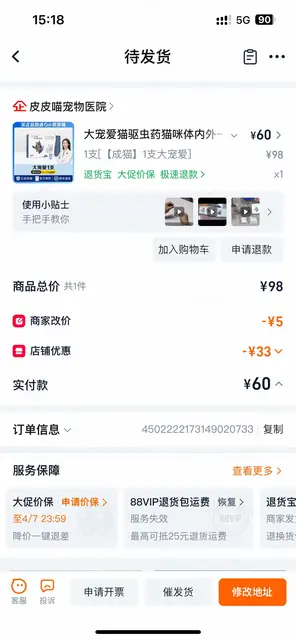 15:18
5G 90
待发货
企 皮皮喵宠物医院
大宠爱猫驱虫药猫咪体内外 ¥60
1支[【成猫】1支大宠爱] ¥98
退货宝 大促价保 极速退款 x1
大宠爱1支
使用小贴士
手把手教你
加入购物车 申请退款
商品总价 共1件 ¥98
商家改价 -¥5
店铺优惠 -¥33
实付款 ¥60
订单信息 4502222173149020733 复制
服务保障 查看更多
大促价保 申请价保 88VIP退货包运费 恢复 退货宝
至4/7 23:59 服务失效 商家发
降价一键退差 最高可抵25元退货运费 退换货
客服 投诉 申请开票 催发货 修改地址